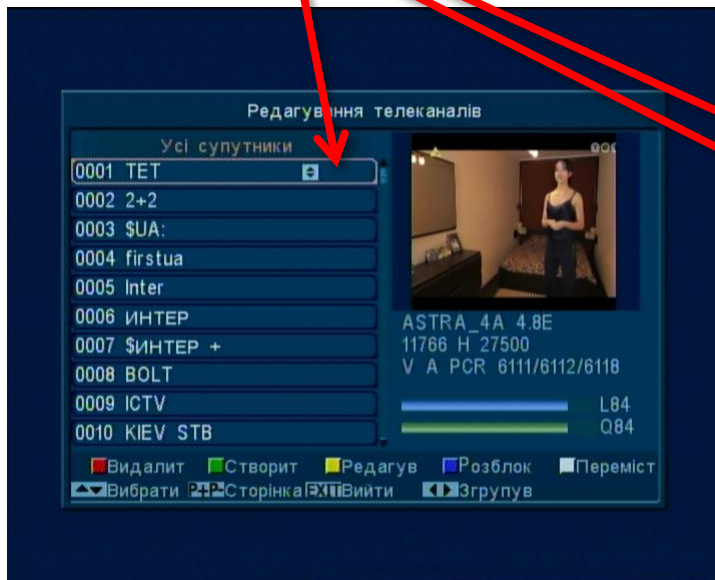 Редагування телеканалів
Усі супутники
0001 ТЕТ
0002 2+2
0003 $UA:
0004 firstua
0005 Inter
0006 ИНТЕР
0007 $ИНТЕР +
0008 BOLT
0009 ICTV
0010 KIEV STB
ASTRA_4A 4.8E
11766 H 27500
V A PCR 6111/6112/6118
L84
Q84
Видалит Створит Редагув Розблок Переміст
Вибрати P+P- Сторінка EXIT Вийти Згрупув